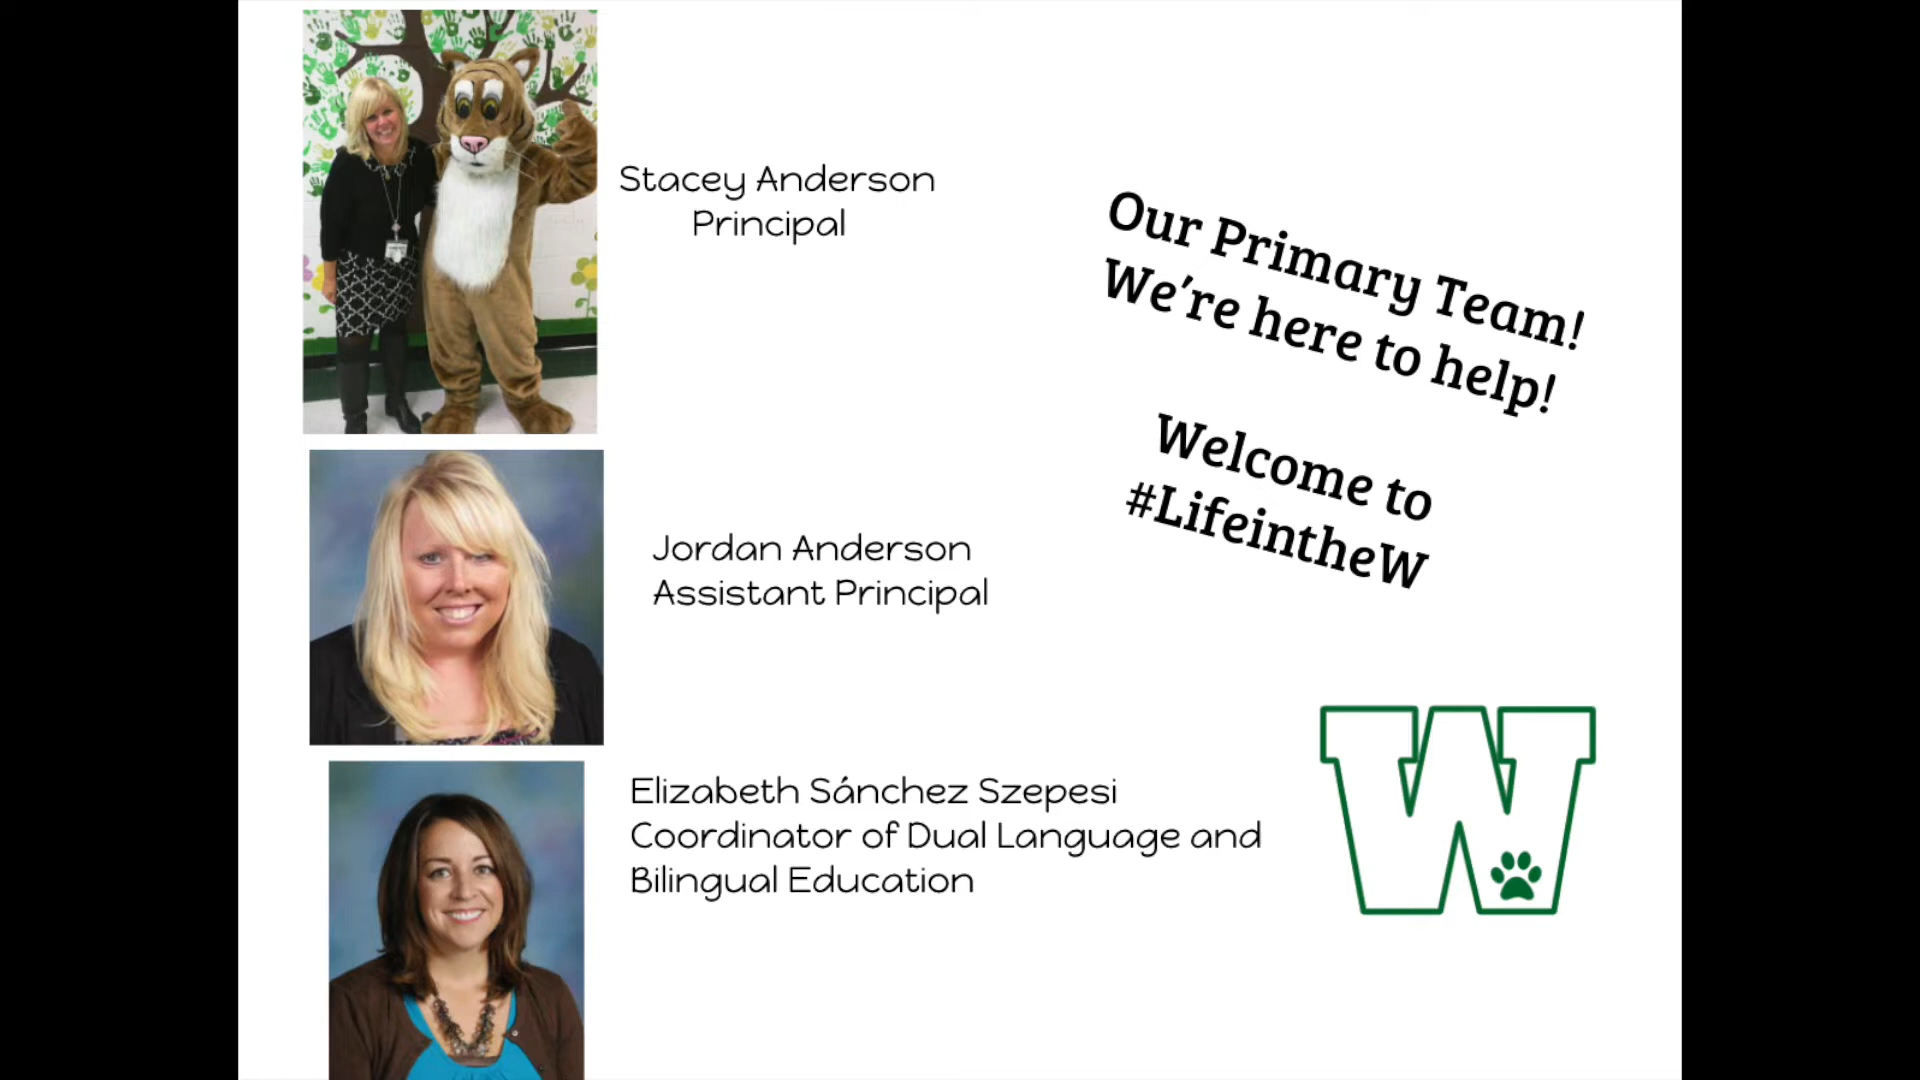 Stacey Anderson
Principal
Our Primary Team!
We're here to help!
Welcome to
#LifeintheW
Jordan Anderson
Assistant Principal
Elizabeth Sánchez Szepesi
Coordinator of Dual Language and
Bilingual Education
W